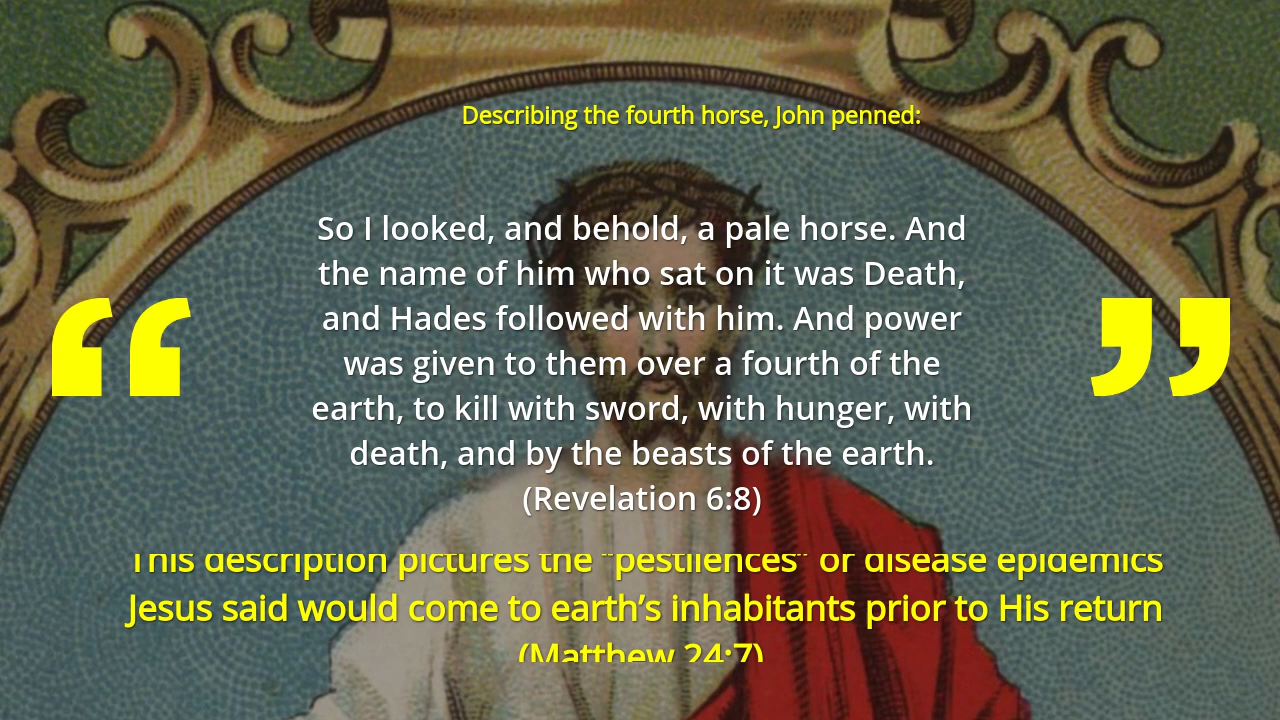 Describing the fourth horse, John penned:
So I looked, and behold, a pale horse. And
the name of him who sat on it was Death,
and Hades followed with him. And power
“ ”
was given to them over a fourth of the
earth, to kill with sword, with hunger, with
death, and by the beasts of the earth.
(Revelation 6:8)
This description pictures the “pestilences” or disease epidemics
Jesus said would come to earth’s inhabitants prior to His return
(Matthew 24:7)